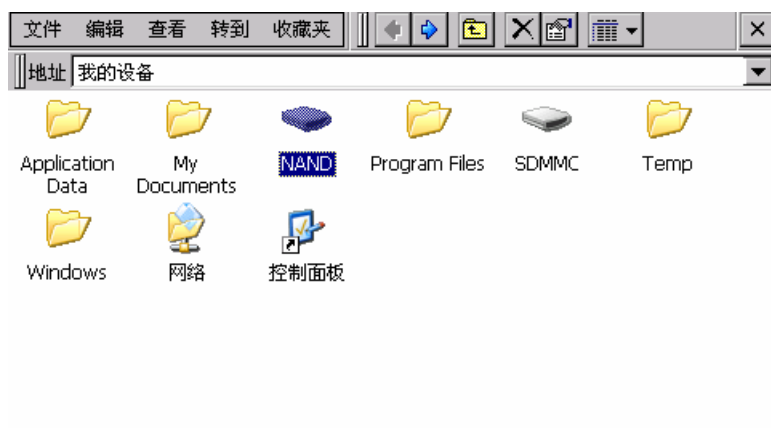 文件 编辑 查看 转到 收藏夹
地址 我的设备
Application Data
My Documents
NAND
Program Files
SDMMC
Temp
Windows
网络
控制面板